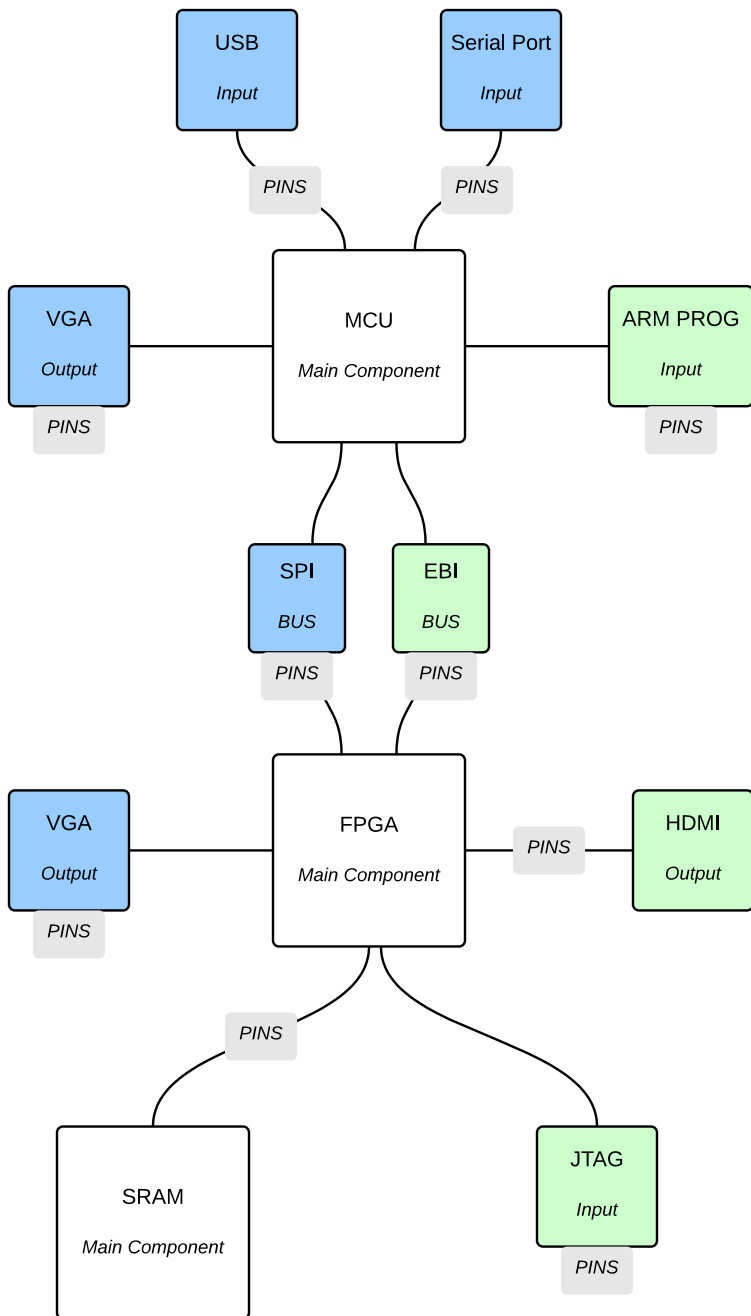 USB
Input
Serial Port
Input
PINS
PINS
VGA
Output
PINS
MCU
Main Component
ARM PROG
Input
PINS
SPI
BUS
PINS
EBI
BUS
PINS
VGA
Output
PINS
FPGA
Main Component
PINS
HDMI
Output
PINS
SRAM
Main Component
JTAG
Input
PINS